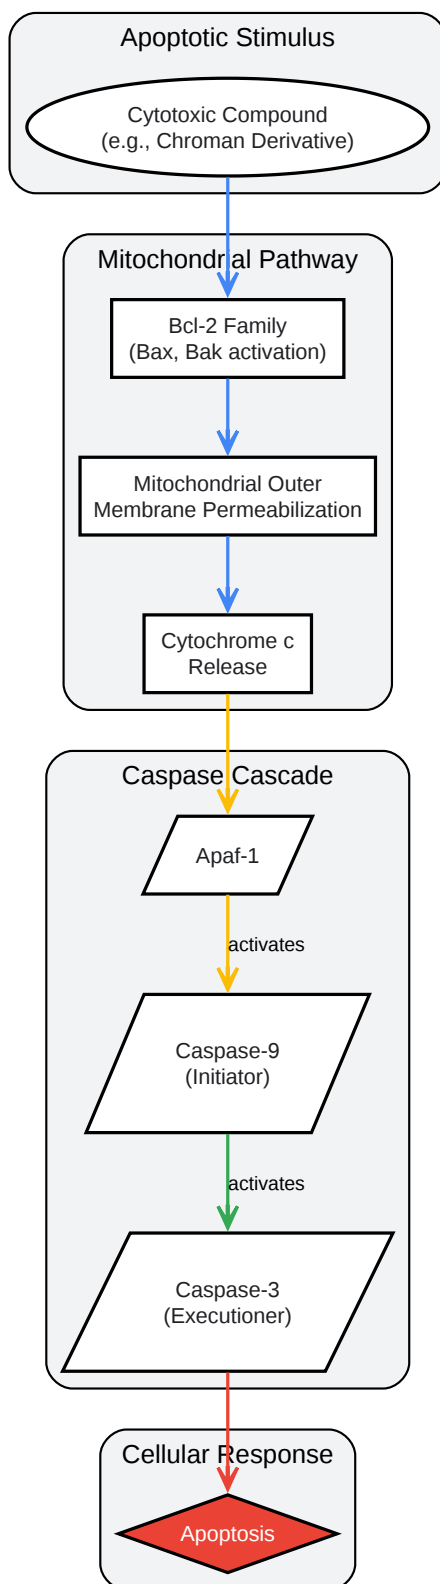 Apoptotic Stimulus
Cytotoxic Compound
(e.g., Chroman Derivative)
Mitochondrial Pathway
Bcl-2 Family
(Bax, Bak activation)
Mitochondrial Outer
Membrane Permeabilization
Cytochrome c
Release
Caspase Cascade
Apaf-1
activates
Caspase-9
(Initiator)
activates
Caspase-3
(Executioner)
Cellular Response
Apoptosis